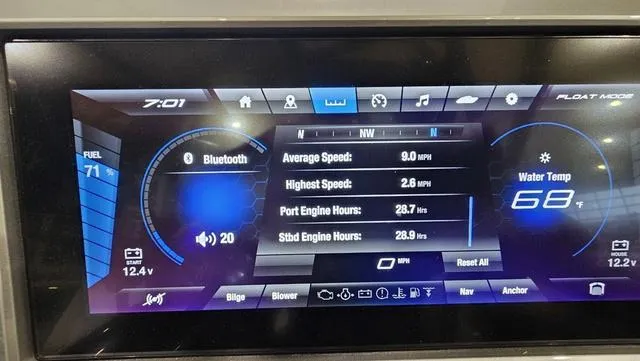 7:01
FLOAT MODE
N NW N
FUEL
71 %
Bluetooth
20
Average Speed: 9.0 MPH
Highest Speed: 2.6 MPH
Port Engine Hours: 28.7 Hrs
Stbd Engine Hours: 28.9 Hrs
Water Temp
68 °F
START
12.4 V
HOUSE
12.2 V
0 MPH
Reset All
Bilge
Blower
Nav
Anchor